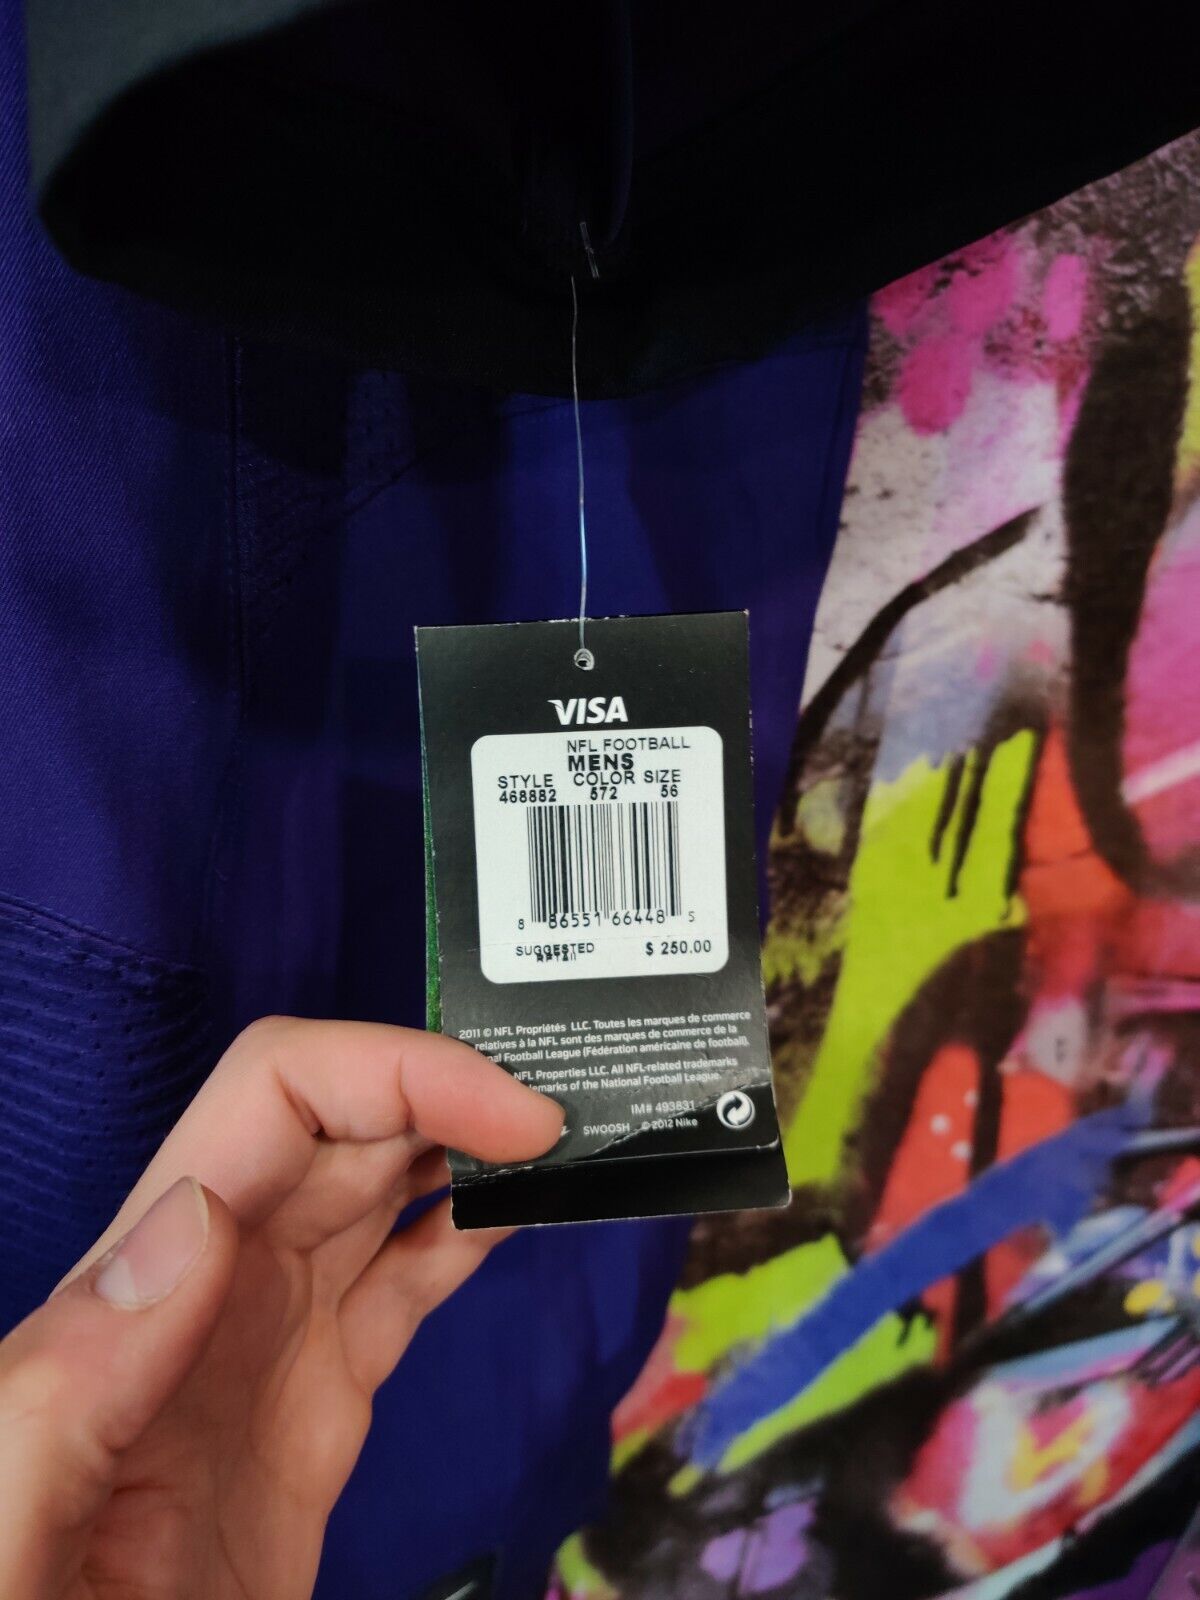 VISA
NFL FOOTBALL
MENS
STYLE COLOR SIZE
468882 572 56
8 86551 66448 5
SUGGESTED $ 250.00
RETAIL
2011 © NFL Propriétés LLC. Toutes les marques de commerce
relatives à la NFL sont des marques de commerce de la
nal Football League (Fédération américaine de football).
NFL Properties LLC. All NFL-related trademarks
demarks of the National Football League.
IM# 493831
SWOOSH © 2012 Nike